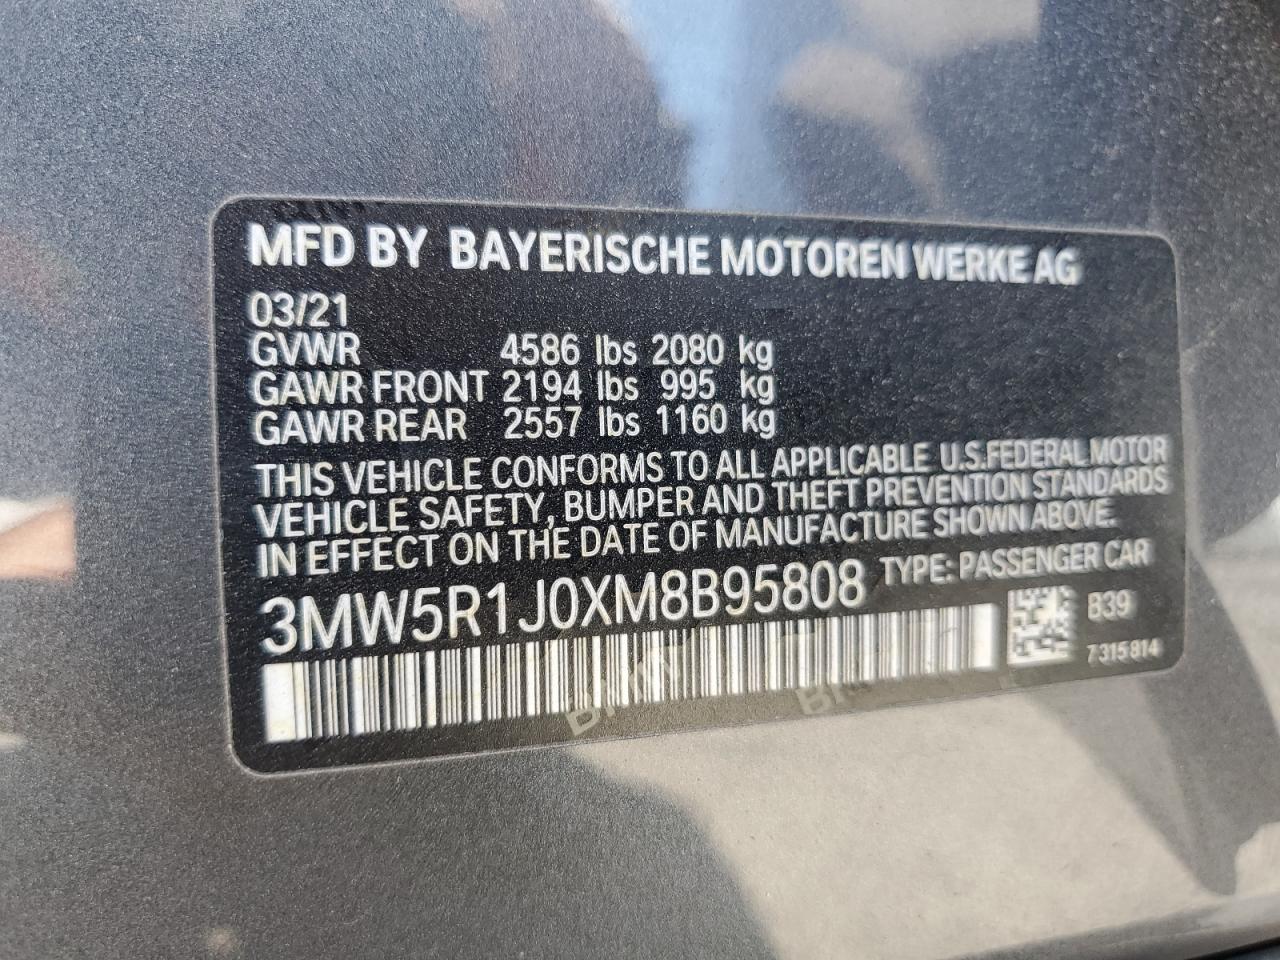 MFD BY BAYERISCHE MOTOREN WERKE AG
03/21
GVWR 4586 lbs 2080 kg
GAWR FRONT 2194 lbs 995 kg
GAWR REAR 2557 lbs 1160 kg
THIS VEHICLE CONFORMS TO ALL APPLICABLE U.S.FEDERAL MOTOR
VEHICLE SAFETY, BUMPER AND THEFT PREVENTION STANDARDS
IN EFFECT ON THE DATE OF MANUFACTURE SHOWN ABOVE.
3MW5R1J0XM8B95808 TYPE: PASSENGER CAR
B39
7315814
BMW